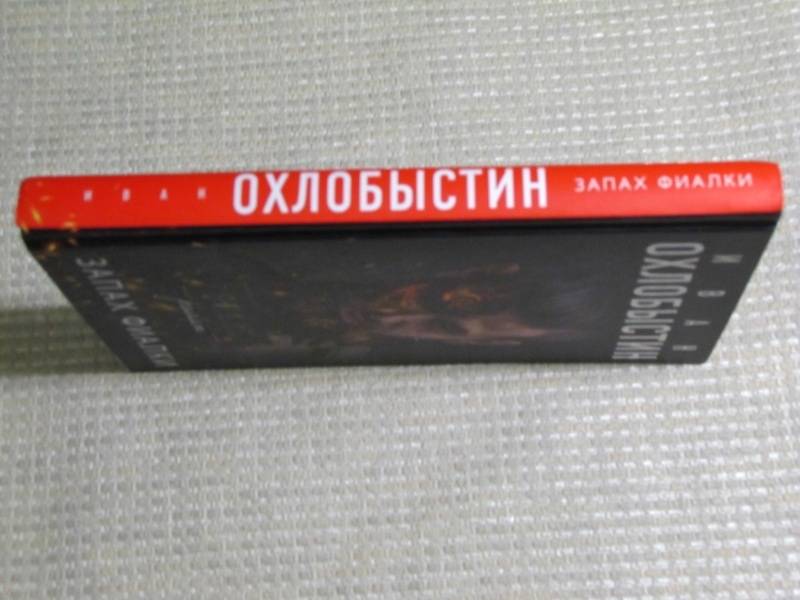 ИВАН ОХЛОБЫСТИН ЗАПАХ ФИАЛКИ
ИВАН
ОХЛОБЫСТИН
ЗАПАХ ФИАЛКИ